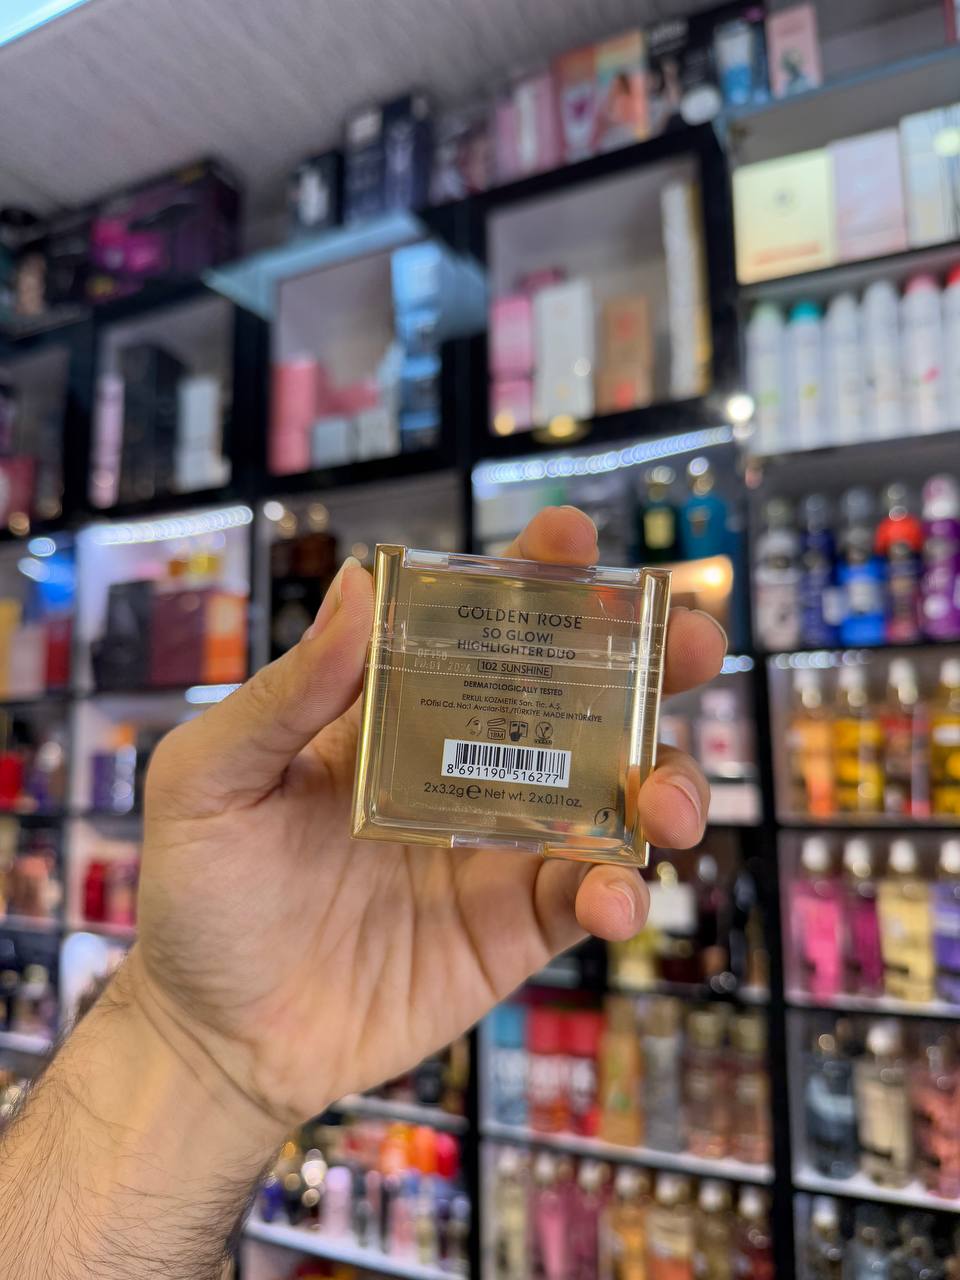 GOLDEN ROSE
SO GLOW!
HIGHLIGHTER DUO
102 SUNSHINE
DERMATOLOGICALLY TESTED
ERKUL KOZMETİK San. Tic. A.Ş.
P.Ofisi Cd. No:1 Avcılar-İST./TÜRKİYE MADE IN TÜRKİYE
18M
8 691190 516277
2x3.2g e Net wt. 2x0.11oz.